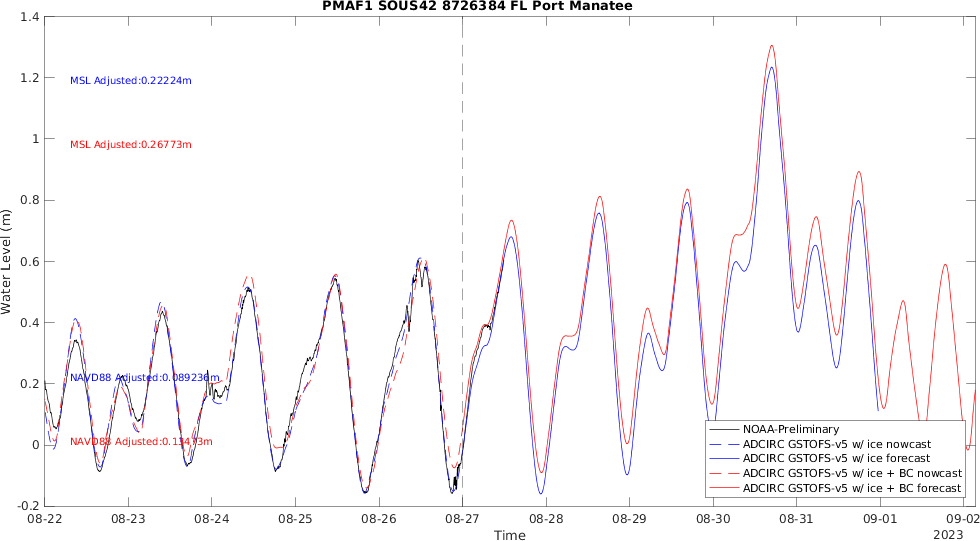 PMAF1 SOUS42 8726384 FL Port Manatee
1.4
1.2
1
0.8
0.6
0.4
0.2
0
-0.2
Water Level (m)
MSL Adjusted:0.22224m
MSL Adjusted:0.26773m
NAVD88 Adjusted:0.089236m
NAVD88 Adjusted:0.13473m
NOAA-Preliminary
ADCIRC GSTOFS-v5 w/ ice nowcast
ADCIRC GSTOFS-v5 w/ ice forecast
ADCIRC GSTOFS-v5 w/ ice + BC nowcast
ADCIRC GSTOFS-v5 w/ ice + BC forecast
08-22 08-23 08-24 08-25 08-26 08-27 08-28 08-29 08-30 08-31 09-01 09-02
Time
2023